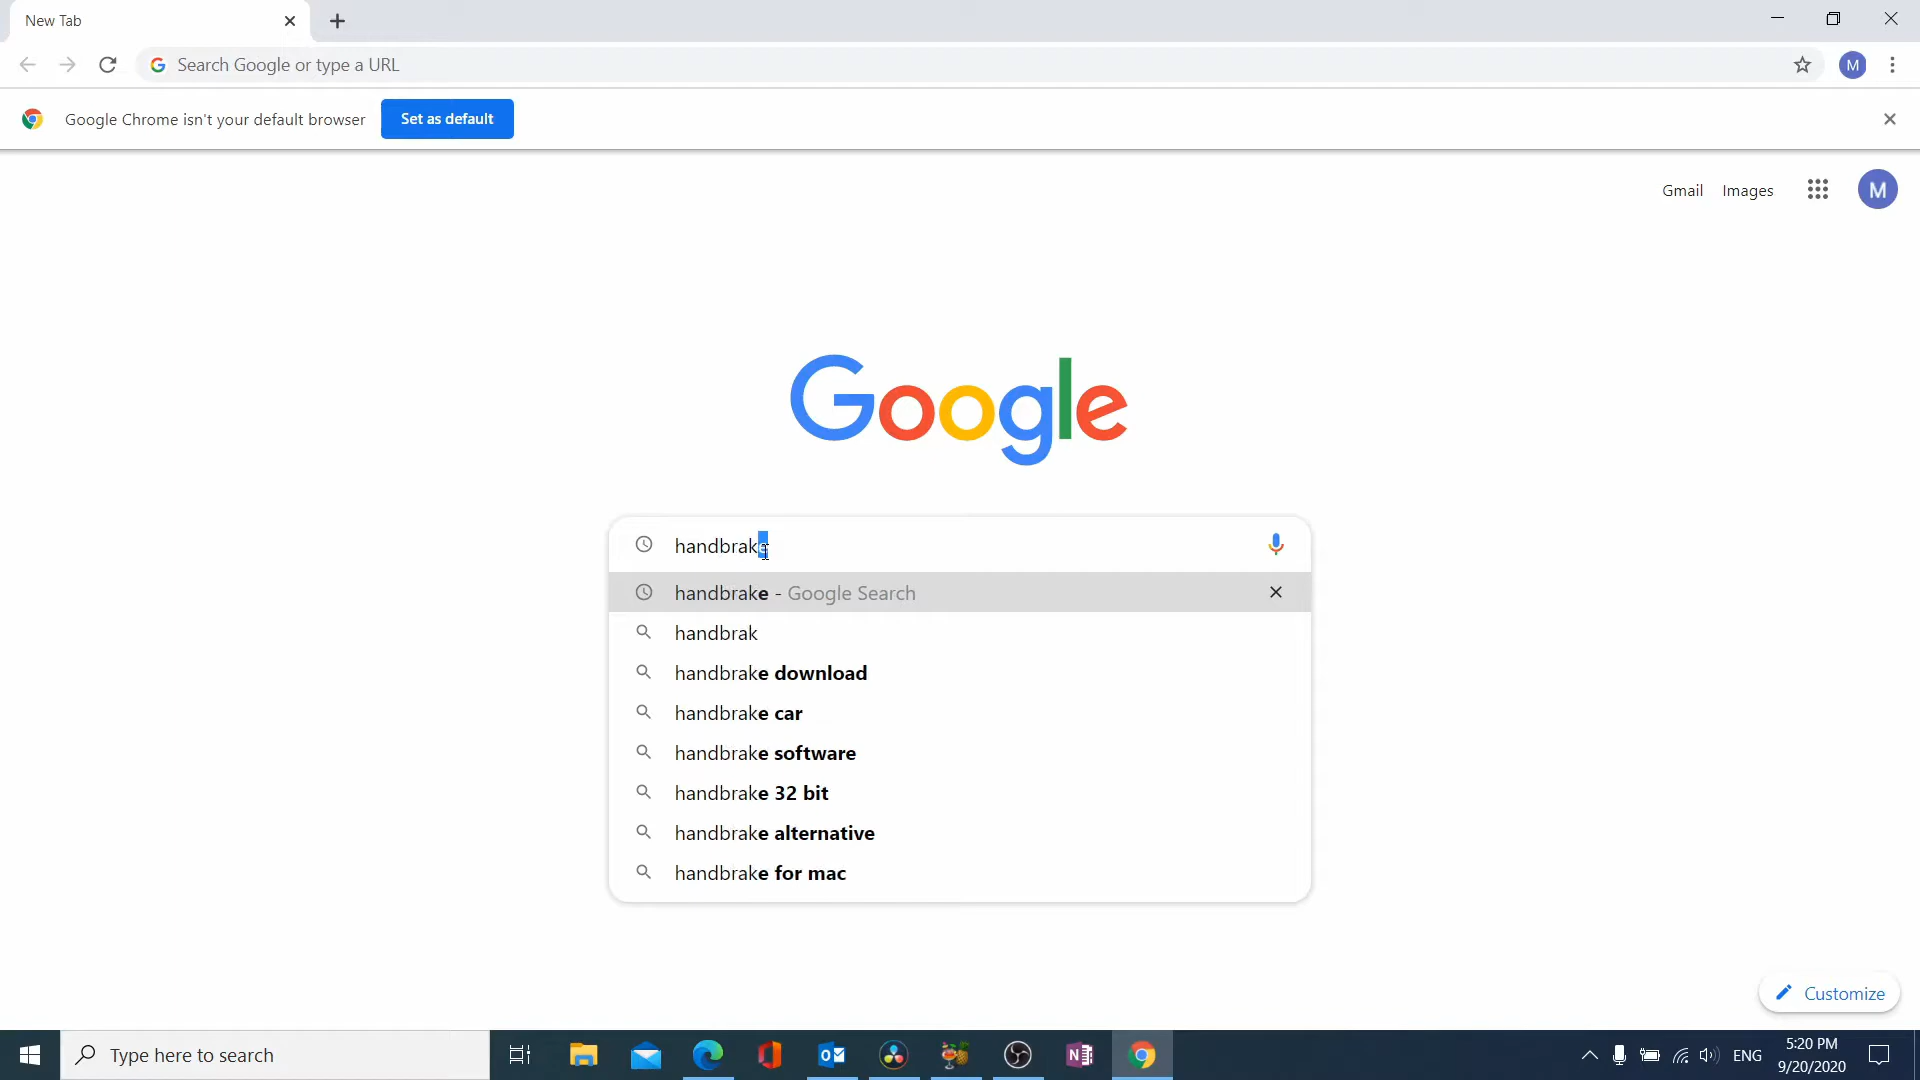 New Tab
Search Google or type a URL
M
Google Chrome isn't your default browser
Set as default
Gmail
Images
M
Google
handbrake
handbrake - Google Search
handbrak
handbrake download
handbrake car
handbrake software
handbrake 32 bit
handbrake alternative
handbrake for mac
Customize
Type here to search
ENG
5:20 PM
9/20/2020